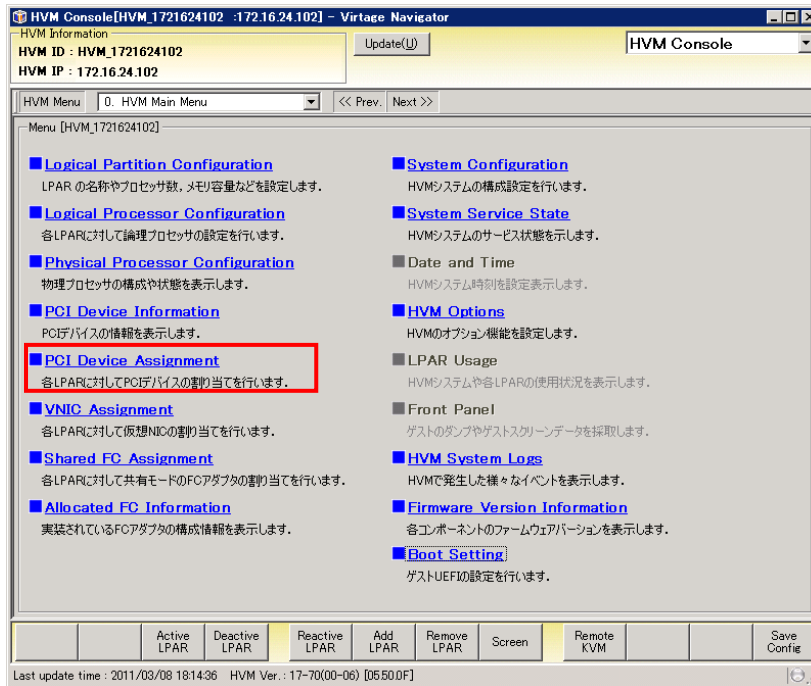 HVM Console[HVM_1721624102 :172.16.24.102] - Virtage Navigator
HVM Information
HVM ID : HVM_1721624102
HVM IP : 172.16.24.102
Update(U)
HVM Console
HVM Menu
0. HVM Main Menu
<< Prev.
Next >>
Menu [HVM_1721624102]
Logical Partition Configuration
LPAR の名称やプロセッサ数，メモリ容量などを設定します．
Logical Processor Configuration
各LPARに対して論理プロセッサの設定を行います．
Physical Processor Configuration
物理プロセッサの構成や状態を表示します．
PCI Device Information
PCIデバイスの情報を表示します．
PCI Device Assignment
各LPARに対してPCIデバイスの割り当てを行います．
VNIC Assignment
各LPARに対して仮想NICの割り当てを行います．
Shared FC Assignment
各LPARに対して共有モードのFCアダプタの割り当てを行います．
Allocated FC Information
実装されているFCアダプタの構成情報を表示します．
System Configuration
HVMシステムの構成設定を行います．
System Service State
HVMシステムのサービス状態を示します．
Date and Time
HVMシステム時刻を設定表示します．
HVM Options
HVMのオプション機能を設定します．
LPAR Usage
HVMシステムや各LPARの使用状況を表示します．
Front Panel
ゲストのダンプやゲストスクリーンデータを採取します．
HVM System Logs
HVMで発生した様々なイベントを表示します．
Firmware Version Information
各コンポーネントのファームウェアバージョンを表示します．
Boot Setting
ゲストUEFIの設定を行います．
Active LPAR
Deactive LPAR
Reactive LPAR
Add LPAR
Remove LPAR
Screen
Remote KVM
Save Config
Last update time : 2011/03/08 18:14:36 HVM Ver. : 17-70(00-06) [0550.0F]